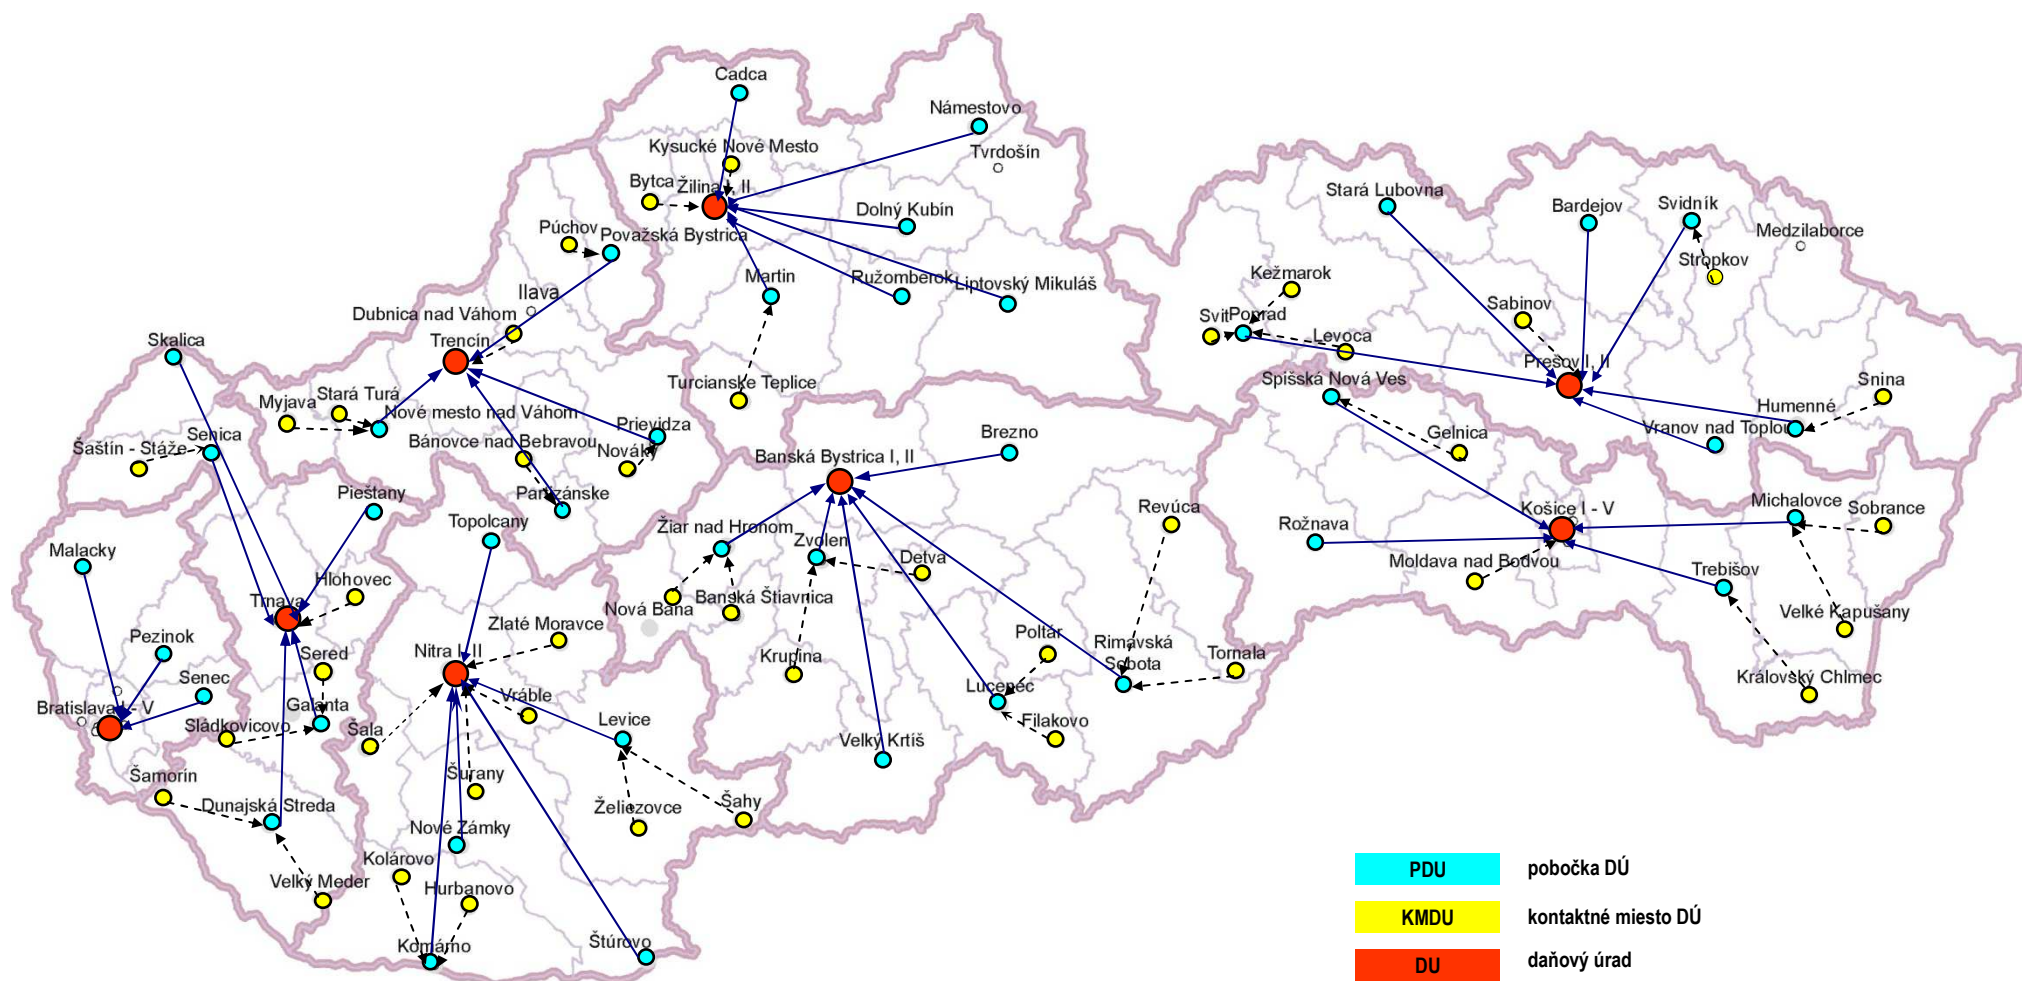 Cadca
Námestovo
Kysucké Nové Mesto
Tvrdošín
Bytca
Žilina I, II
Stará Lubovna
Bardejov
Svidník
Dolný Kubín
Púchov
Považská Bystrica
Medzilaborce
Stropkov
Martin
Ružomberok
Liptovský Mikuláš
Kežmarok
Ilava
Sabinov
Dubnica nad Váhom
Svit
Poprad
Levoca
Skalica
Trencín
Prešov I, II
Turcianske Teplice
Spišská Nová Ves
Snina
Stará Turá
Myjava
Nové mesto nad Váhom
Humenné
Senica
Prievidza
Brezno
Gelnica
Vranov nad Toplou
Šaštín - Stáže
Bánovce nad Bebravou
Nováky
Banská Bystrica I, II
Pieštany
Partizánske
Revúca
Michalovce
Sobrance
Topolcany
Žiar nad Hronom
Rožnava
Košice I - V
Malacky
Zvolen
Detva
Moldava nad Bodvou
Trebišov
Hlohovec
Trnava
Nová Bana
Banská Štiavnica
Velké Kapušany
Pezinok
Zlaté Moravce
Poltár
Rimavská
Sobota
Sered
Nitra I, II
Krupina
Tornala
Senec
Lucenec
Královský Chlmec
Bratislava I - V
Galanta
Sládkovicovo
Vráble
Šala
Levice
Filakovo
Velký Krtíš
Šamorín
Šurany
Dunajská Streda
Želiezovce
Šahy
Nové Zámky
Kolárovo
Velký Meder
Hurbanovo
Komárno
Štúrovo
PDU pobočka DÚ
KMDU kontaktné miesto DÚ
DU daňový úrad